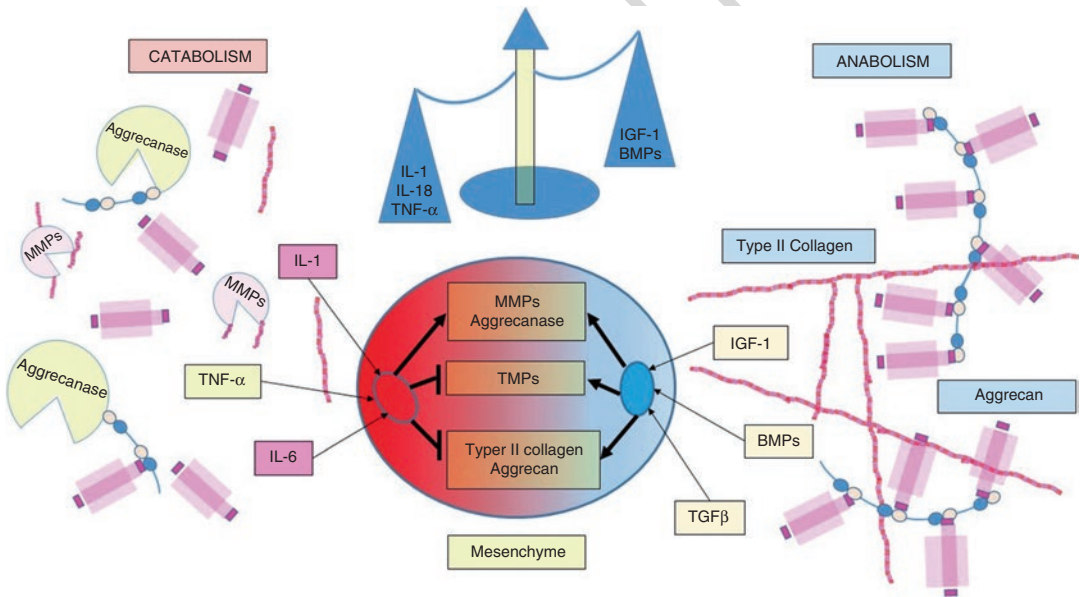 CATABOLISM
ANABOLISM
Aggrecanase
IL-1
IL-18
TNF-α
IGF-1
BMPs
MMPs
MMPs
IL-1
Type II Collagen
MMPs
Aggrecanase
IGF-1
Aggrecanase
TNF-α
TMPs
Aggrecan
IL-6
Typer II collagen
Aggrecan
BMPs
TGFβ
Mesenchyme